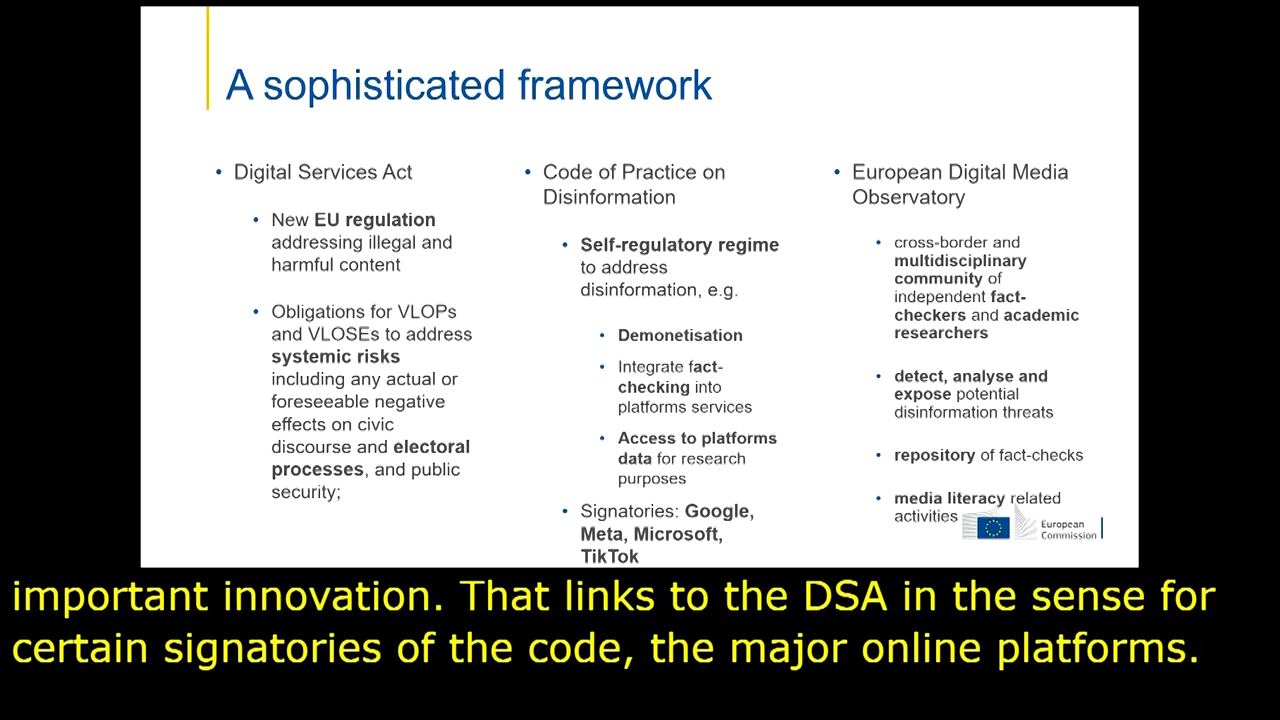 A sophisticated framework
• Digital Services Act
• New EU regulation
addressing illegal and
harmful content
• Obligations for VLOPs
and VLOSEs to address
systemic risks
including any actual or
foreseeable negative
effects on civic
discourse and electoral
processes, and public
security;
• Code of Practice on
Disinformation
• Self-regulatory regime
to address
disinformation, e.g.
• Demonetisation
• Integrate fact-
checking into
platforms services
• Access to platforms
data for research
purposes
• Signatories: Google,
Meta, Microsoft,
TikTok
• European Digital Media
Observatory
• cross-border and
multidisciplinary
community of
independent fact-
checkers and academic
researchers
• detect, analyse and
expose potential
disinformation threats
• repository of fact-checks
• media literacy related
activities
European
Commission
important innovation. That links to the DSA in the sense for
certain signatories of the code, the major online platforms.